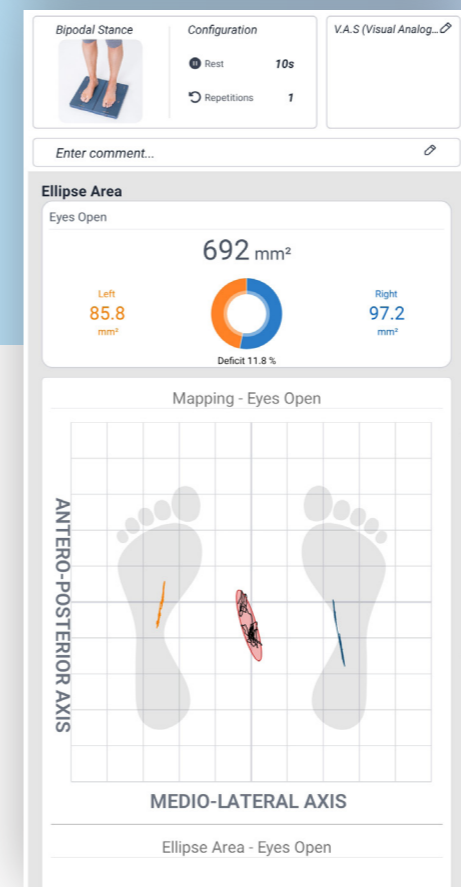 Bipodal Stance
Configuration
Rest 10s
Repetitions 1
V.A.S (Visual Analog...
Enter comment...
Ellipse Area
Eyes Open
692 mm²
Left
85.8
mm²
Right
97.2
mm²
Deficit 11.8 %
Mapping - Eyes Open
ANTERO-POSTERIOR AXIS
MEDIO-LATERAL AXIS
Ellipse Area - Eyes Open